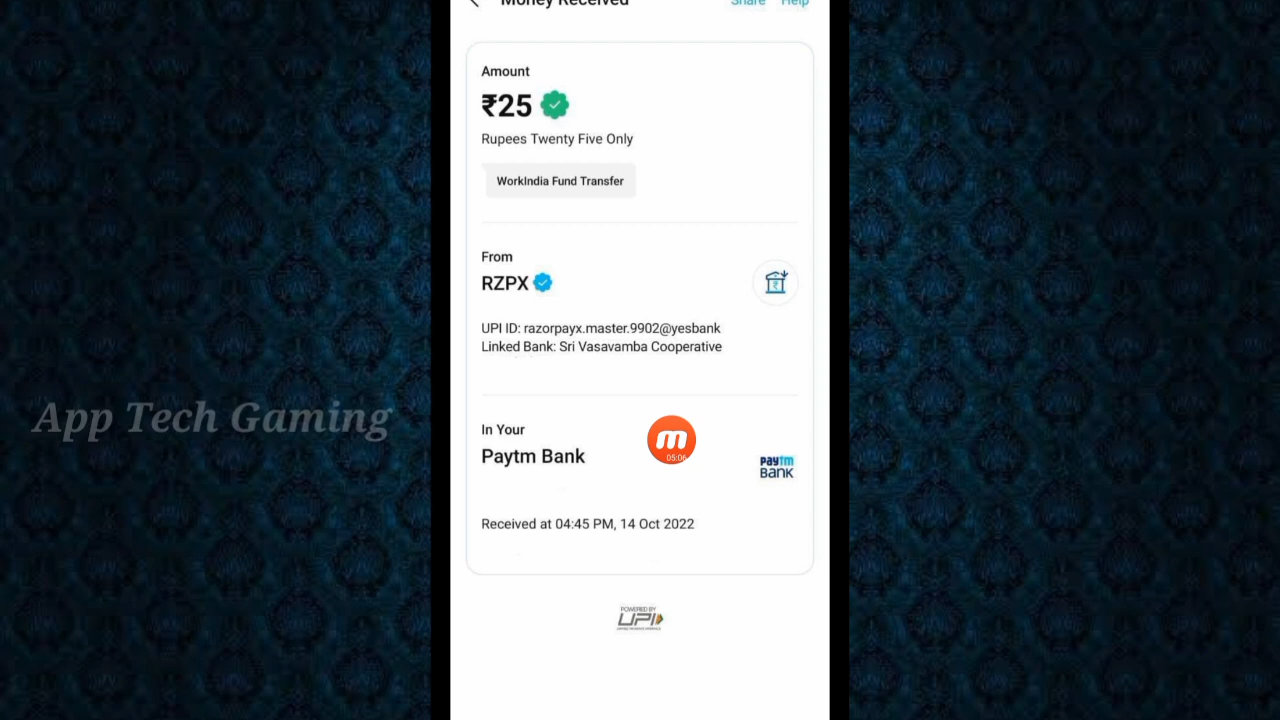 Money Received
Share Help
Amount
₹25
Rupees Twenty Five Only
WorkIndia Fund Transfer
From
RZPX
UPI ID: razorpayx.master.9902@yesbank
Linked Bank: Sri Vasavamba Cooperative
App Tech Gaming
In Your
Paytm Bank
m
05:06
paytm
BANK
Received at 04:45 PM, 14 Oct 2022
POWERED BY
UPI